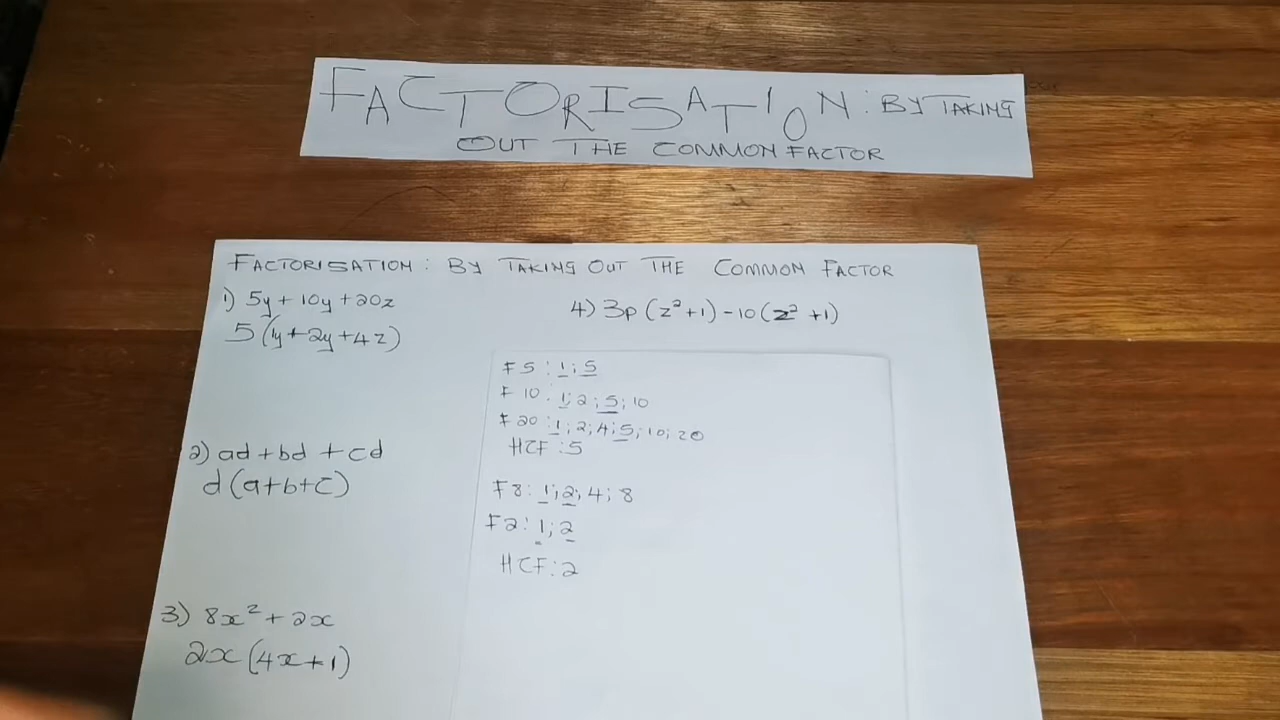 FACTORISATION: BY TAKING
OUT THE COMMON FACTOR
FACTORISATION: BY TAKING OUT THE COMMON FACTOR
1) 5y + 10y + 20z
5(1y+2y+4z)
2) ad + bd + cd
d(a+b+c)
3) 8x² + 2x
2x(4x+1)
4) 3p(z²+1) - 10(z²+1)
F5: 1; 5
F10: 1; 2; 5; 10
F20: 1; 2; 4; 5; 10; 20
HCF: 5
F8: 1; 2; 4; 8
F2: 1; 2
HCF: 2